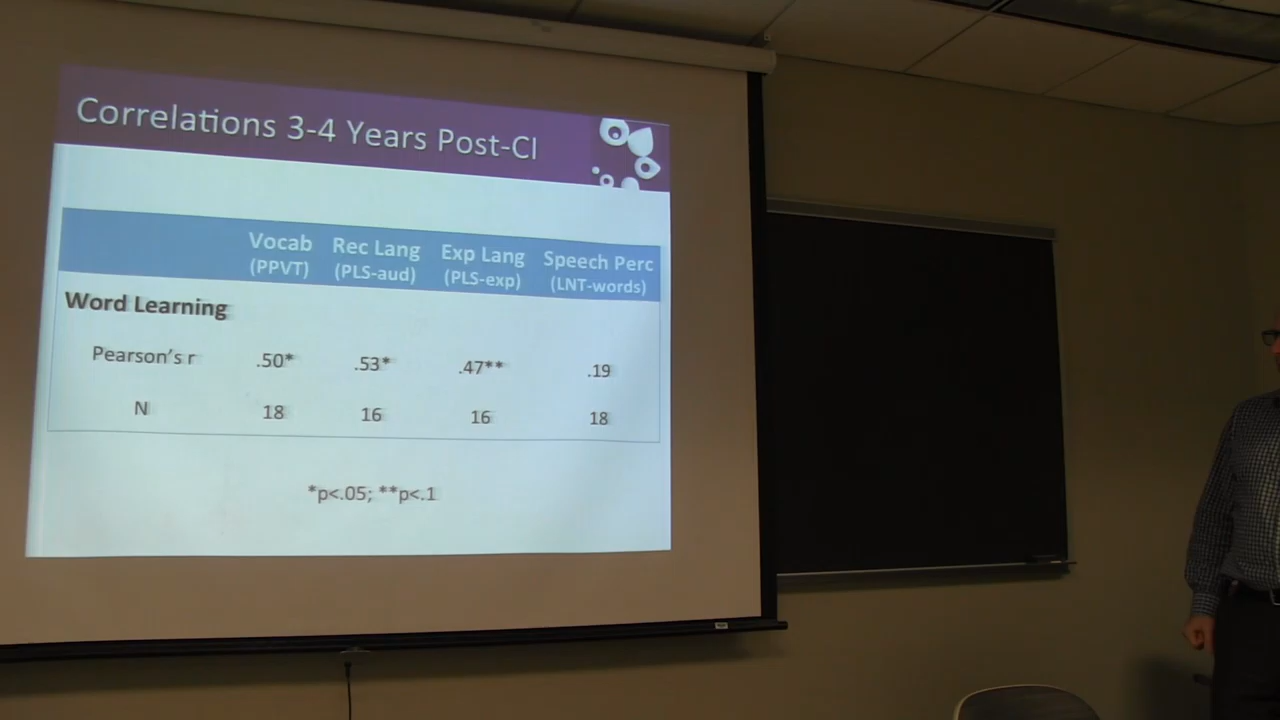 Correlations 3-4 Years Post-CI
Vocab Rec Lang Exp Lang Speech Perc
(PPVT) (PLS-aud) (PLS-exp) (LNT-words)
Word Learning
Pearson's r .50* .53* .47** .19
N 18 16 16 18
*p<.05; **p<.1